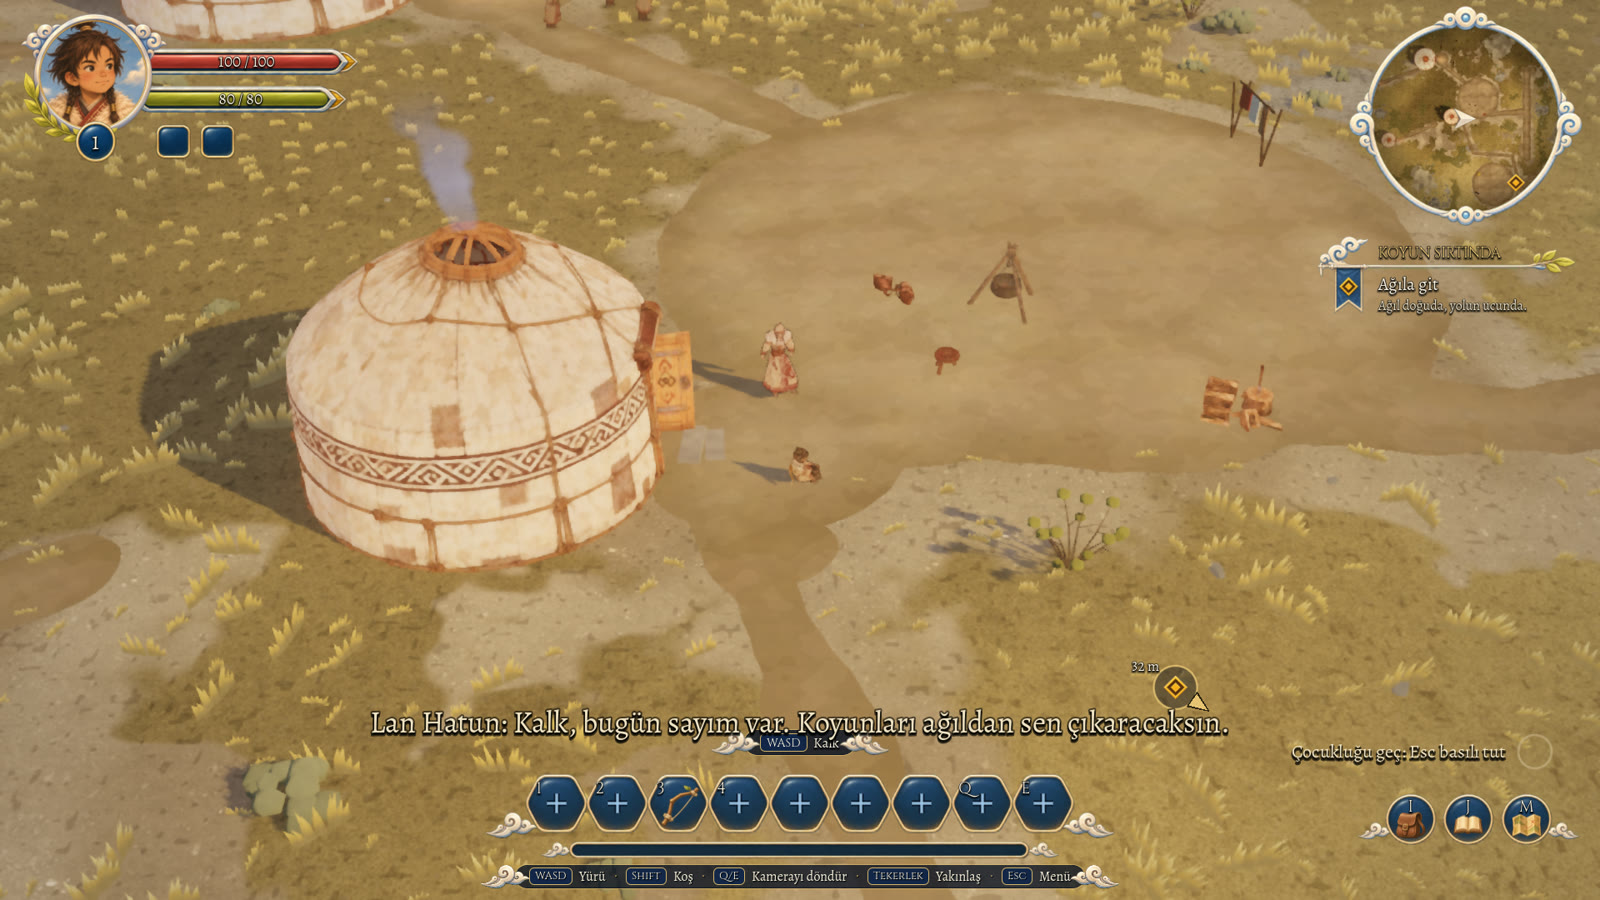 100 / 100
80 / 80
1
KOYUN SIRTINDA
Ağıla git
Ağıl doğuda, yolun ucunda.
32 m
Lan Hatun: Kalk, bugün sayım var. Koyunları ağıldan sen çıkaracaksın.
WASD Kalk
Çocukluğu geç: Esc basılı tut
1 2 3 4 Q E
I J M
WASD Yürü · SHIFT Koş · Q/E Kamerayı döndür · TEKERLEK Yakınlaş · ESC Menü